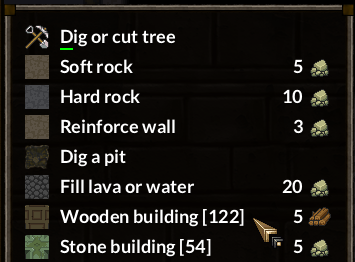 Dig or cut tree
Soft rock 5
Hard rock 10
Reinforce wall 3
Dig a pit
Fill lava or water 20
Wooden building [122] 5
Stone building [54] 5